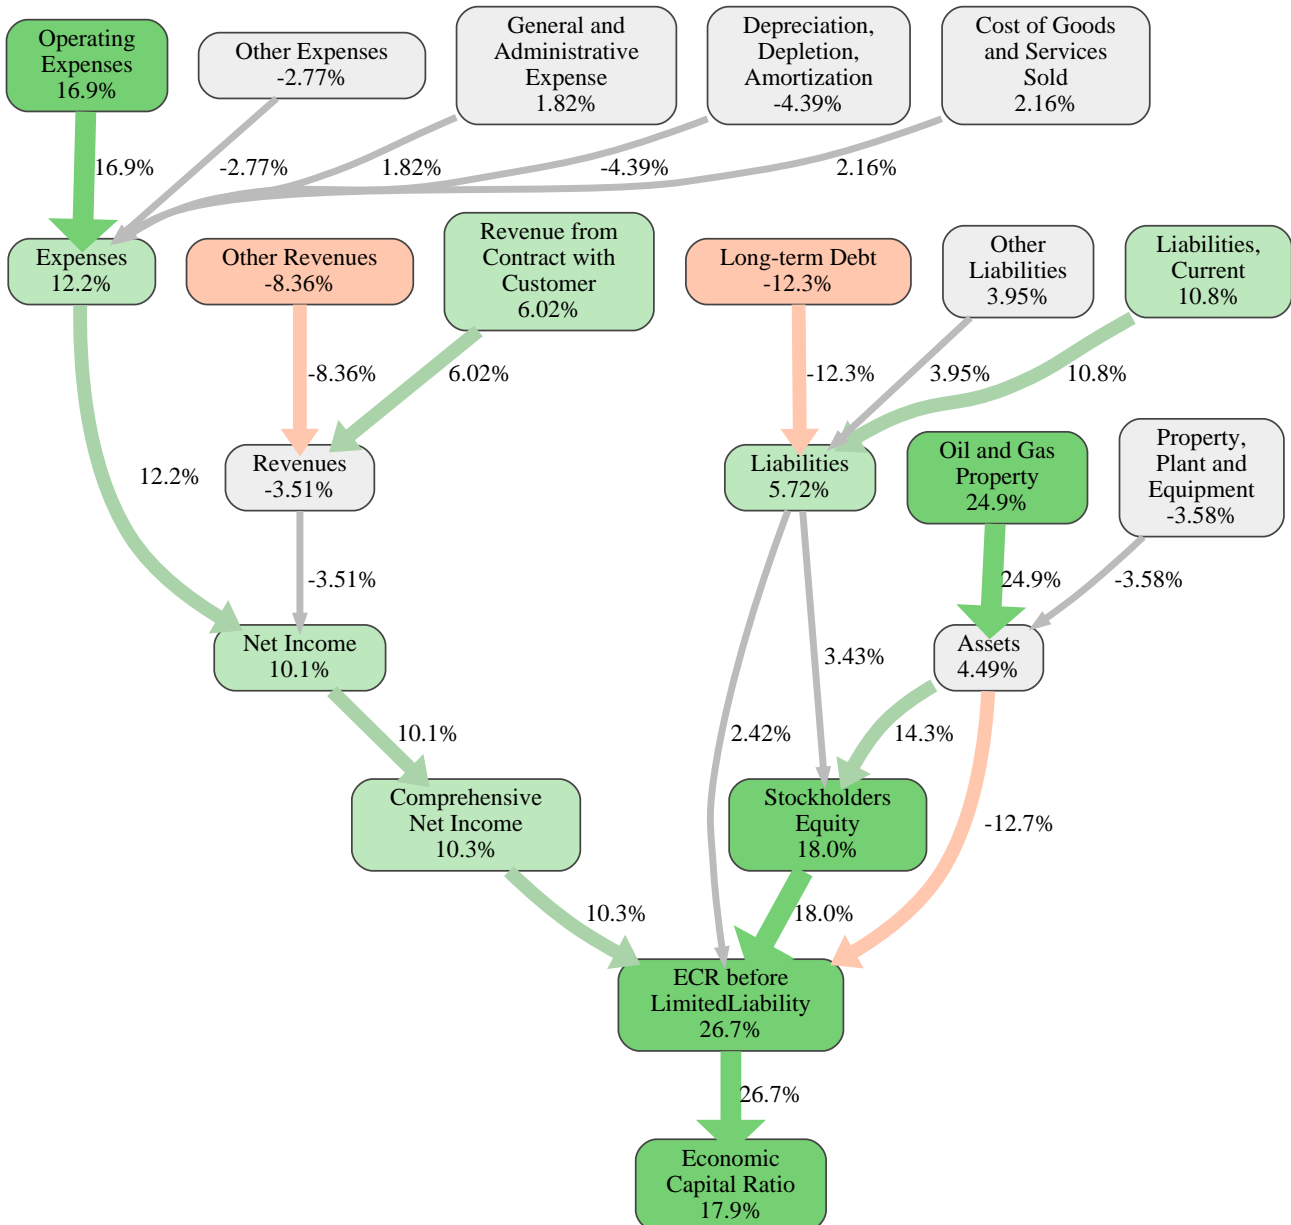 Operating
Expenses
16.9%
Other Expenses
-2.77%
General and
Administrative
Expense
1.82%
Depreciation,
Depletion,
Amortization
-4.39%
Cost of Goods
and Services
Sold
2.16%
16.9%
-2.77%
1.82%
-4.39%
2.16%
Expenses
12.2%
Other Revenues
-8.36%
Revenue from
Contract with
Customer
6.02%
Long-term Debt
-12.3%
Other
Liabilities
3.95%
Liabilities,
Current
10.8%
-8.36%
6.02%
-12.3%
3.95%
10.8%
12.2%
Revenues
-3.51%
Liabilities
5.72%
Oil and Gas
Property
24.9%
Property,
Plant and
Equipment
-3.58%
-3.51%
24.9%
-3.58%
Net Income
10.1%
3.43%
Assets
4.49%
10.1%
2.42%
14.3%
Comprehensive
Net Income
10.3%
Stockholders
Equity
18.0%
-12.7%
10.3%
18.0%
ECR before
LimitedLiability
26.7%
26.7%
Economic
Capital Ratio
17.9%